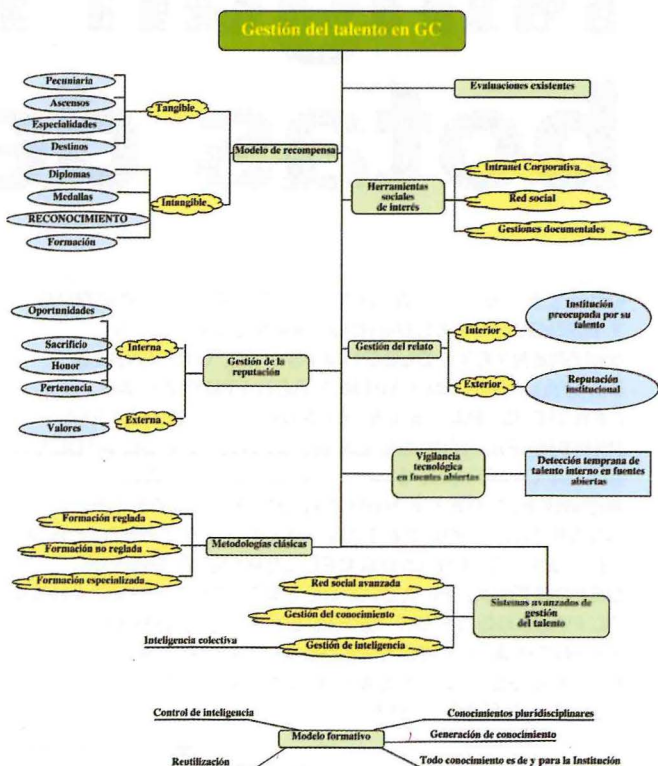 Gestión del talento en GC
Pecuniaria
Ascensos
Especialidades
Destinos
Tangible
Diplomas
Medallas
RECONOCIMIENTO
Formación
Intangible
Modelo de recompensa
Evaluaciones existentes
Herramientas
sociales
de interés
Intranet Corporativa
Red social
Gestiones documentales
Oportunidades
Sacrificio
Honor
Pertenencia
Valores
Interna
Externa
Gestión de la
reputación
Gestión del relato
Interior
Exterior
Institución
preocupada por su
talento
Reputación
institucional
Vigilancia
tecnológica
en fuentes abiertas
Detección temprana de
talento interno en fuentes
abiertas
Formación reglada
Formación no reglada
Formación especializada
Metodologías clásicas
Red social avanzada
Gestión del conocimiento
Gestión de inteligencia
Inteligencia colectiva
Sistemas avanzados de
gestión
del talento
Control de inteligencia
Reutilización
Modelo formativo
Conocimientos pluridisciplinares
Generación de conocimiento
Todo conocimiento es de y para la Institución